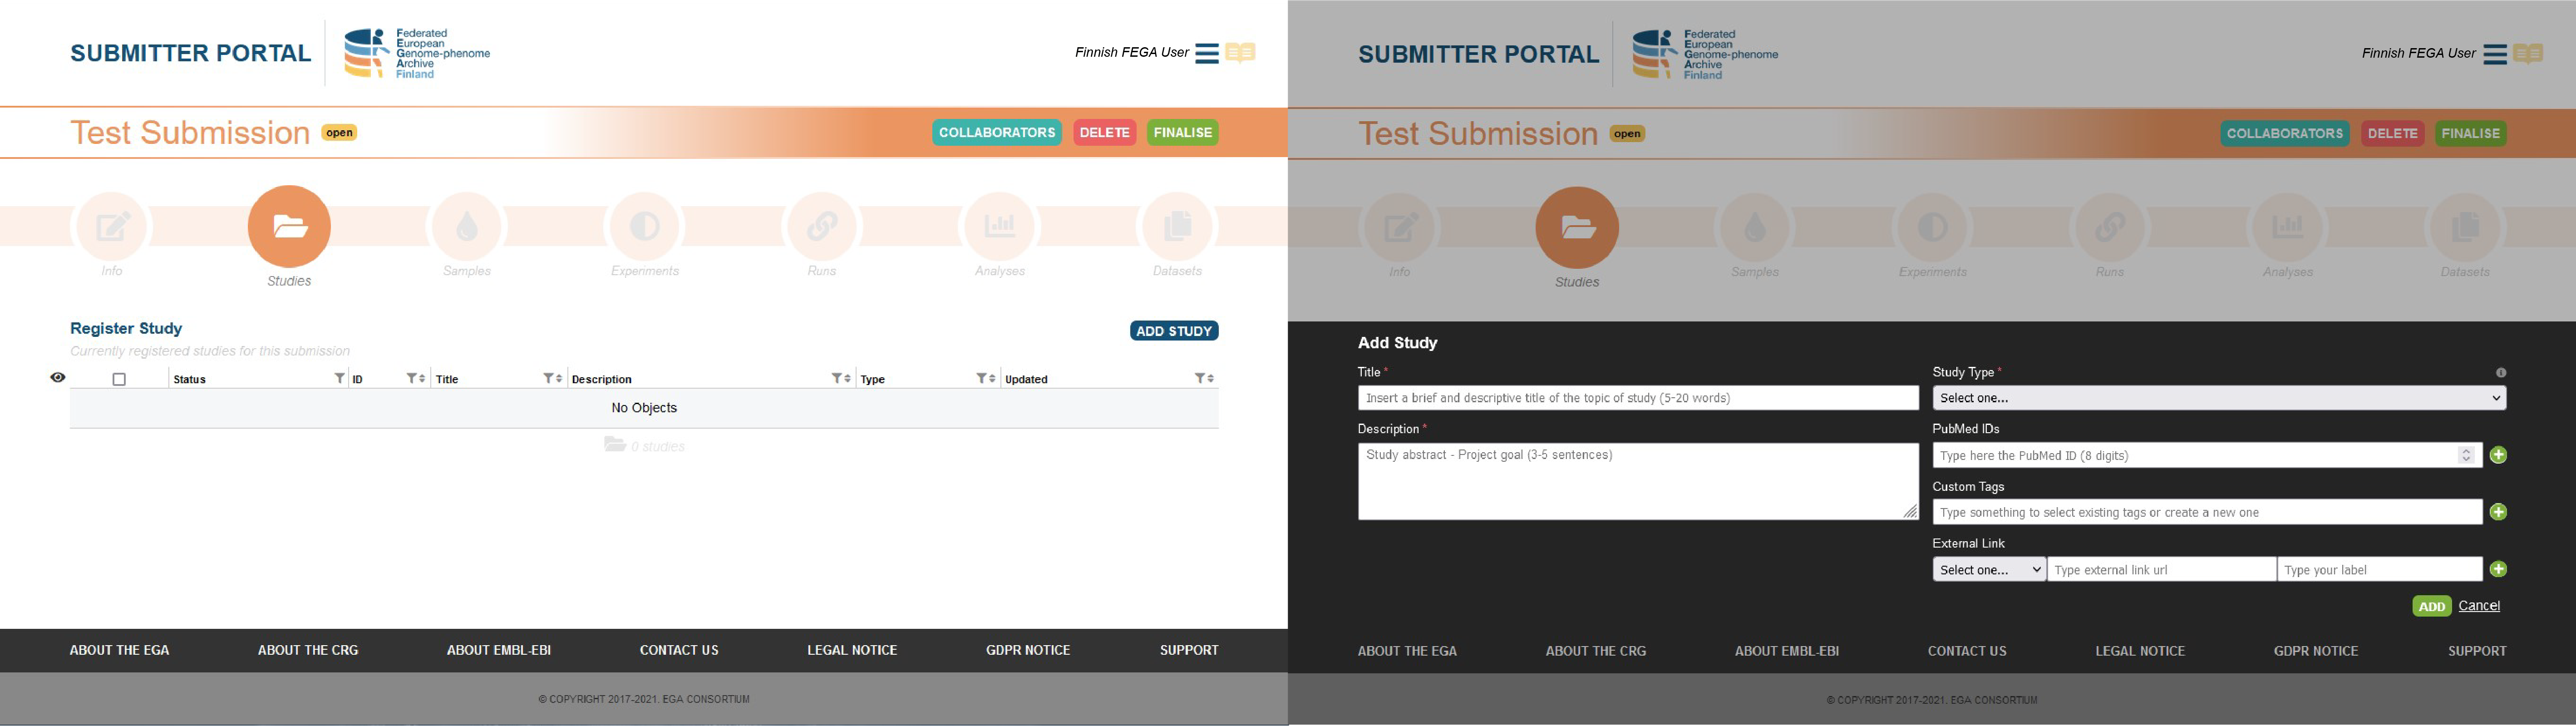 SUBMITTER PORTAL
Federated
European
Genome-phenome
Archive
Finland
Finnish FEGA User
Test Submission open
COLLABORATORS DELETE FINALISE
Info
Studies
Samples
Experiments
Runs
Analyses
Datasets
Register Study
ADD STUDY
Currently registered studies for this submission
Status ID Title Description Type Updated
No Objects
0 studies
ABOUT THE EGA ABOUT THE CRG ABOUT EMBL-EBI CONTACT US LEGAL NOTICE GDPR NOTICE SUPPORT
© COPYRIGHT 2017-2021. EGA CONSORTIUM
SUBMITTER PORTAL
Federated
European
Genome-phenome
Archive
Finland
Finnish FEGA User
Test Submission open
COLLABORATORS DELETE FINALISE
Info
Studies
Samples
Experiments
Runs
Analyses
Datasets
Add Study
Title *
Insert a brief and descriptive title of the topic of study (5-20 words)
Description *
Study abstract - Project goal (3-5 sentences)
Study Type *
Select one...
PubMed IDs
Type here the PubMed ID (8 digits)
Custom Tags
Type something to select existing tags or create a new one
External Link
Select one... Type external link url Type your label
ADD Cancel
ABOUT THE EGA ABOUT THE CRG ABOUT EMBL-EBI CONTACT US LEGAL NOTICE GDPR NOTICE SUPPORT
© COPYRIGHT 2017-2021. EGA CONSORTIUM